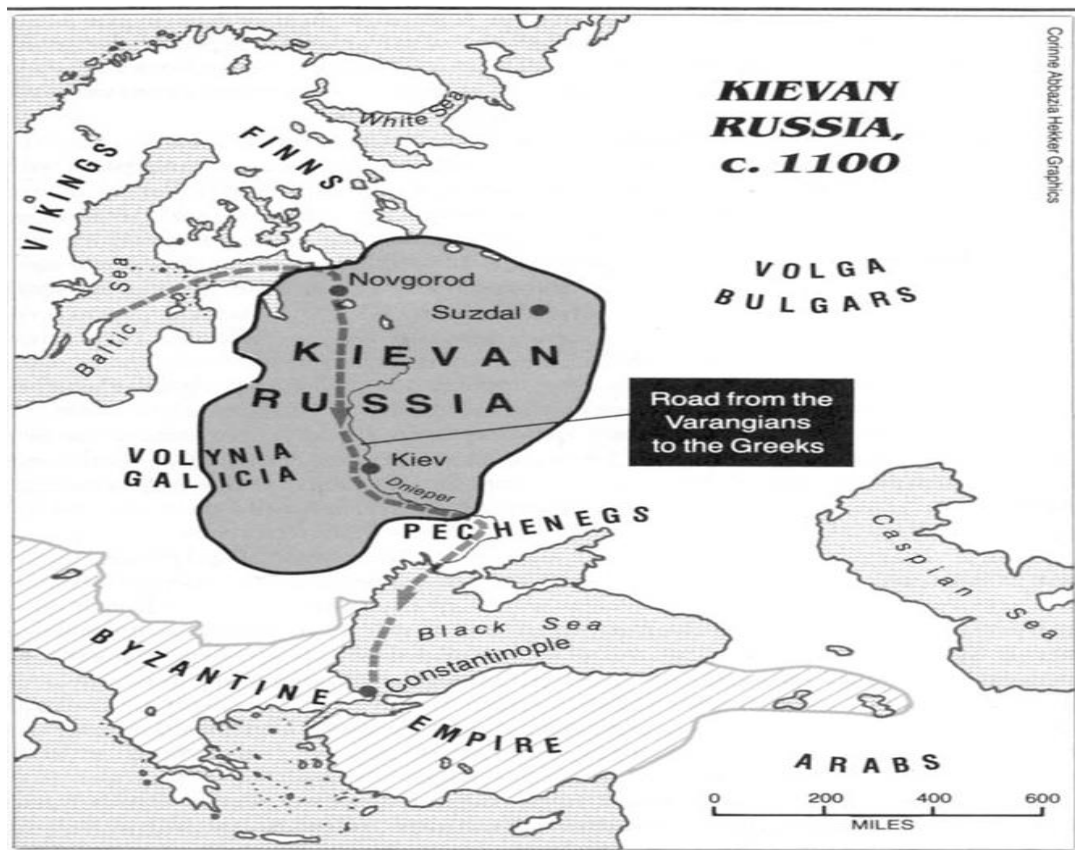 KIEVAN
RUSSIA,
c. 1100
Corinne Abbazia Hekker Graphics
White Sea
FINNS
VIKINGS
Baltic Sea
VOLGA
BULGARS
Novgorod
Suzdal
KIEVAN
RUSSIA
Road from the
Varangians
to the Greeks
VOLYNIA
GALICIA
Kiev
Dnieper
PECHENEGS
Caspian Sea
Black Sea
Constantinople
BYZANTINE
EMPIRE
ARABS
0 200 400 600
MILES